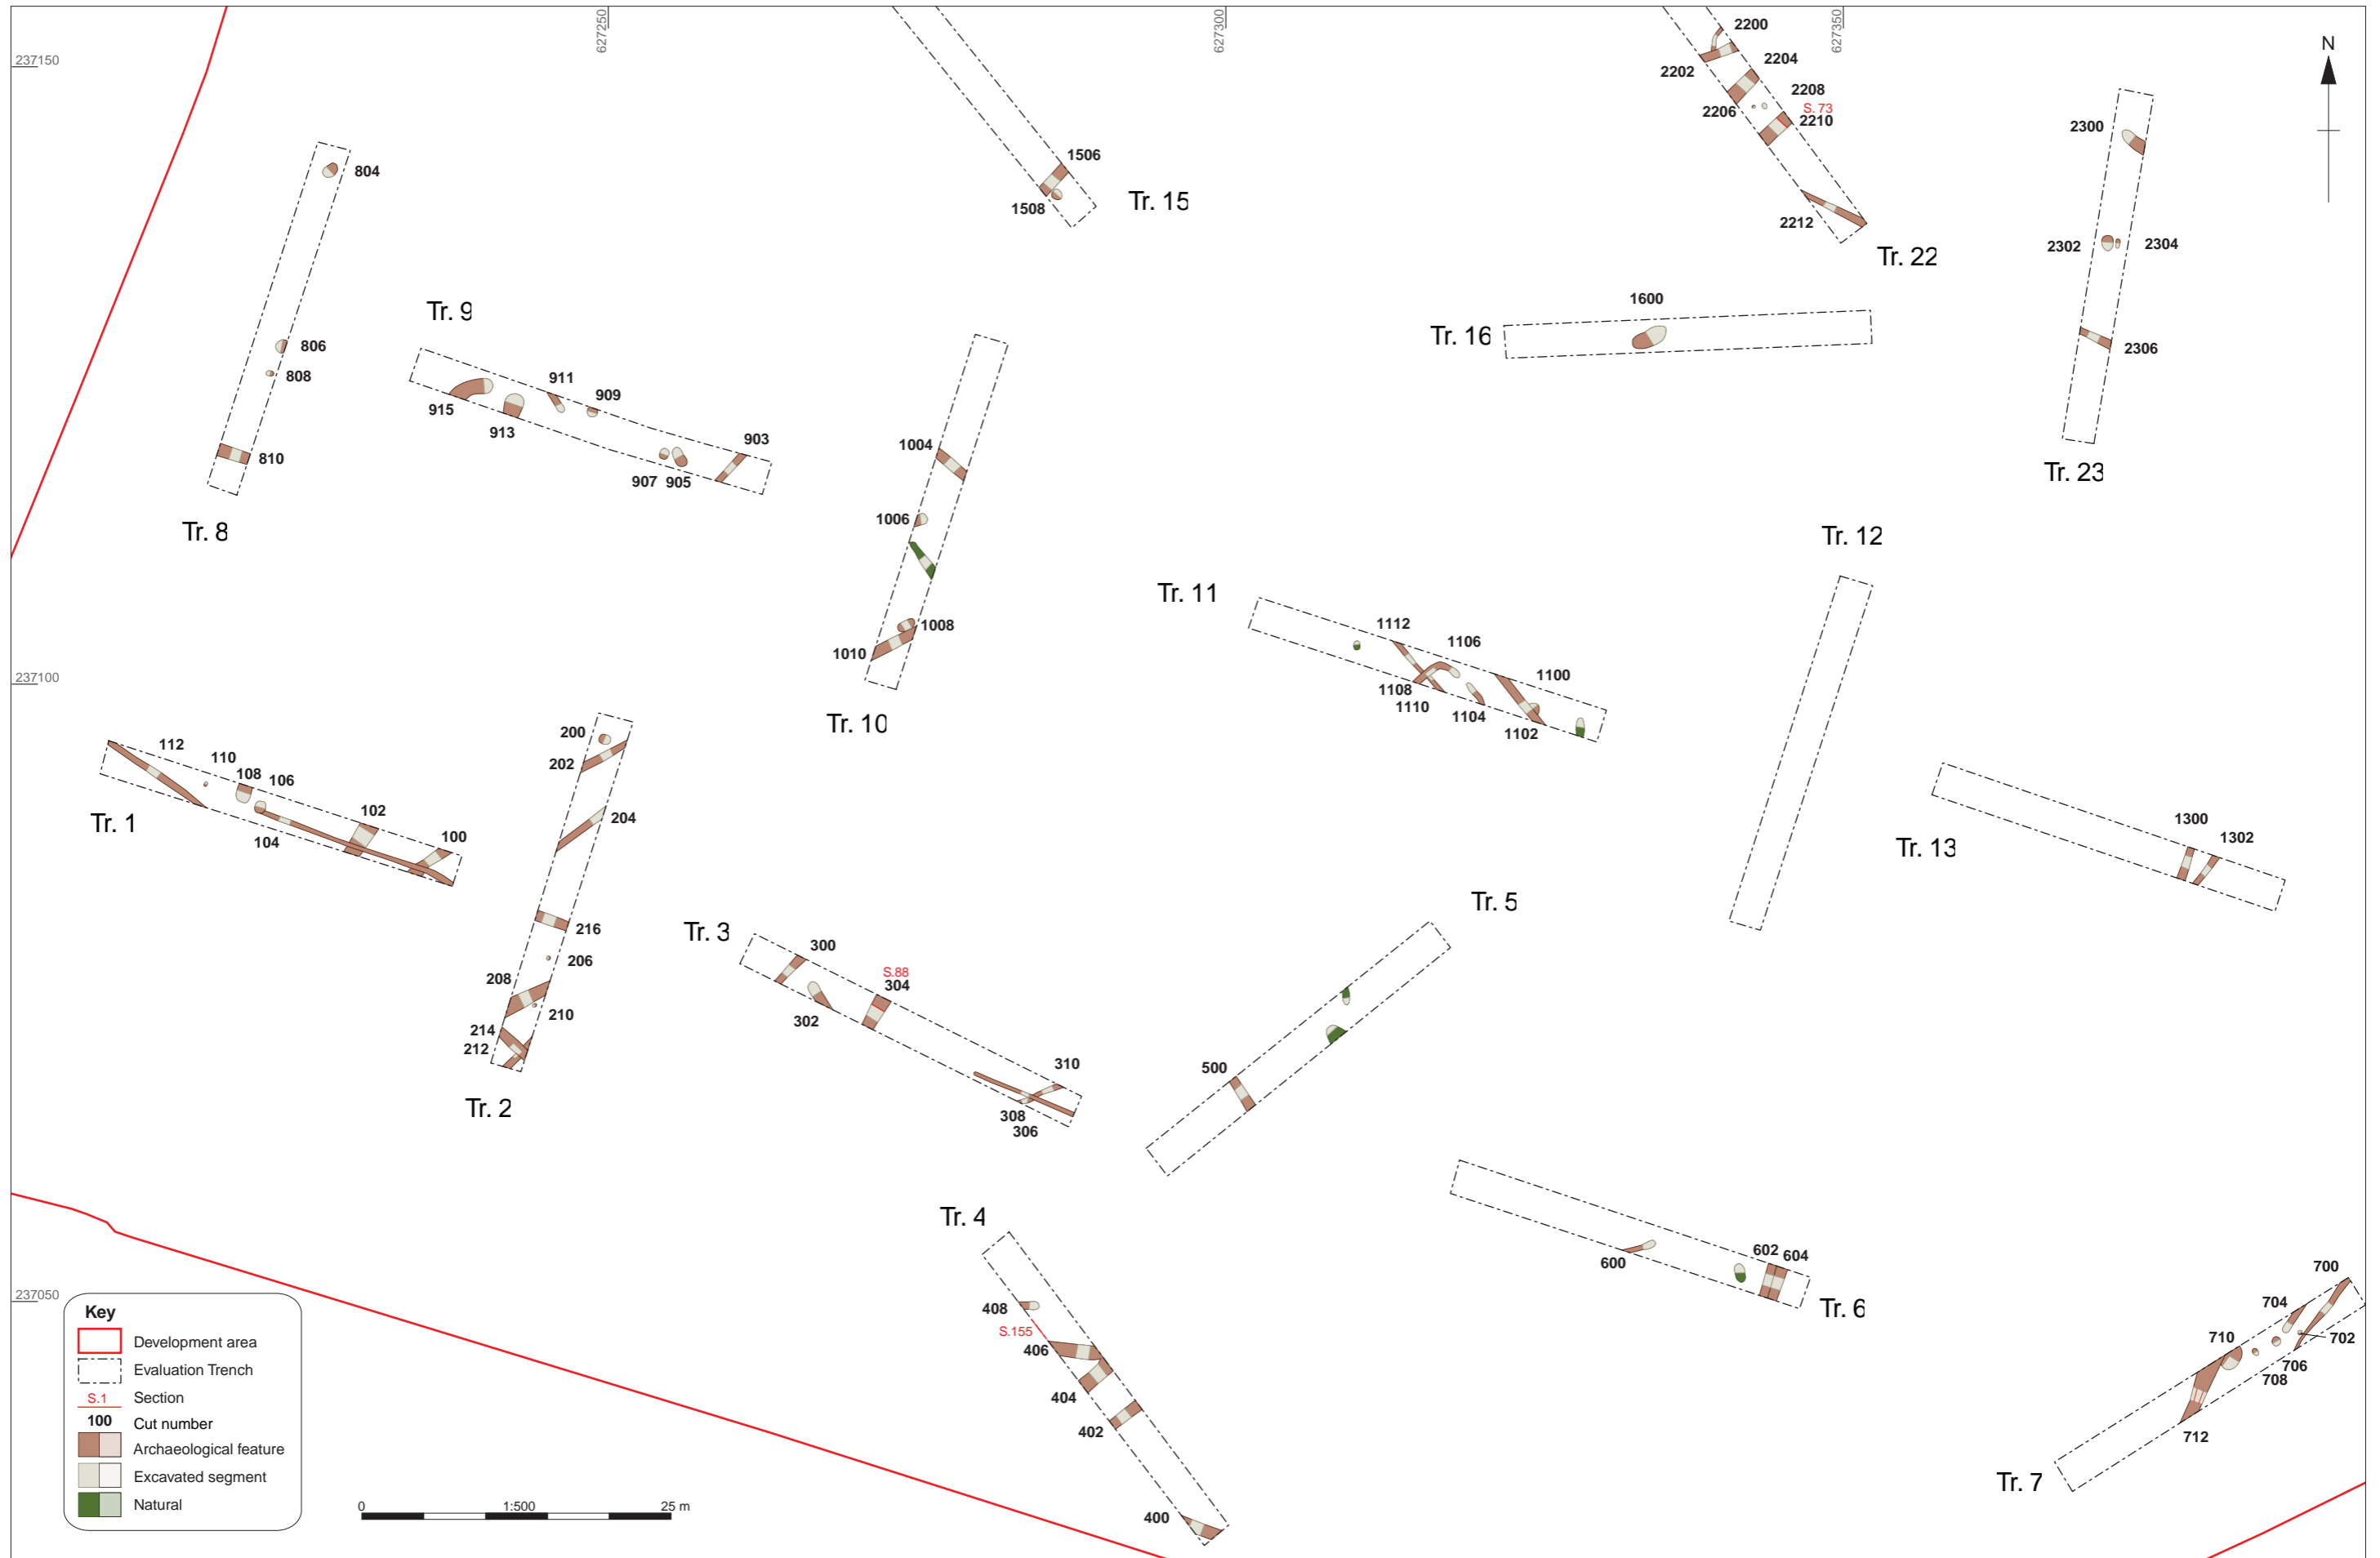 627250
627300
627350
237150
237100
237050
N
2200
2202
2204
2206
2208
S. 73
2210
2212
Tr. 22
1506
1508
Tr. 15
2300
2302
2304
2306
Tr. 23
804
806
808
810
Tr. 8
Tr. 9
911
909
915
913
903
907
905
1600
Tr. 16
1004
1006
1008
1010
Tr. 10
Tr. 11
1112
1106
1100
1108
1110
1104
1102
Tr. 12
1300
1302
Tr. 13
112
110
108
106
102
100
104
Tr. 1
200
202
204
216
206
208
210
214
212
Tr. 2
Tr. 3
300
S.88
304
302
310
308
306
Tr. 5
500
Tr. 4
408
S.155
406
404
402
400
600
602
604
Tr. 6
700
704
702
710
706
708
712
Tr. 7
Key
Development area
Evaluation Trench
S.1 Section
100 Cut number
Archaeological feature
Excavated segment
Natural
0 1:500 25 m